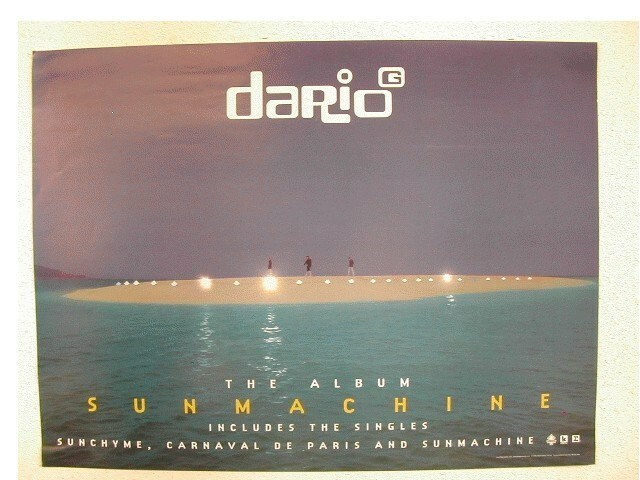 dario G
THE ALBUM
SUNMACHINE
INCLUDES THE SINGLES
SUNCHYME, CARNAVAL DE PARIS AND SUNMACHINE